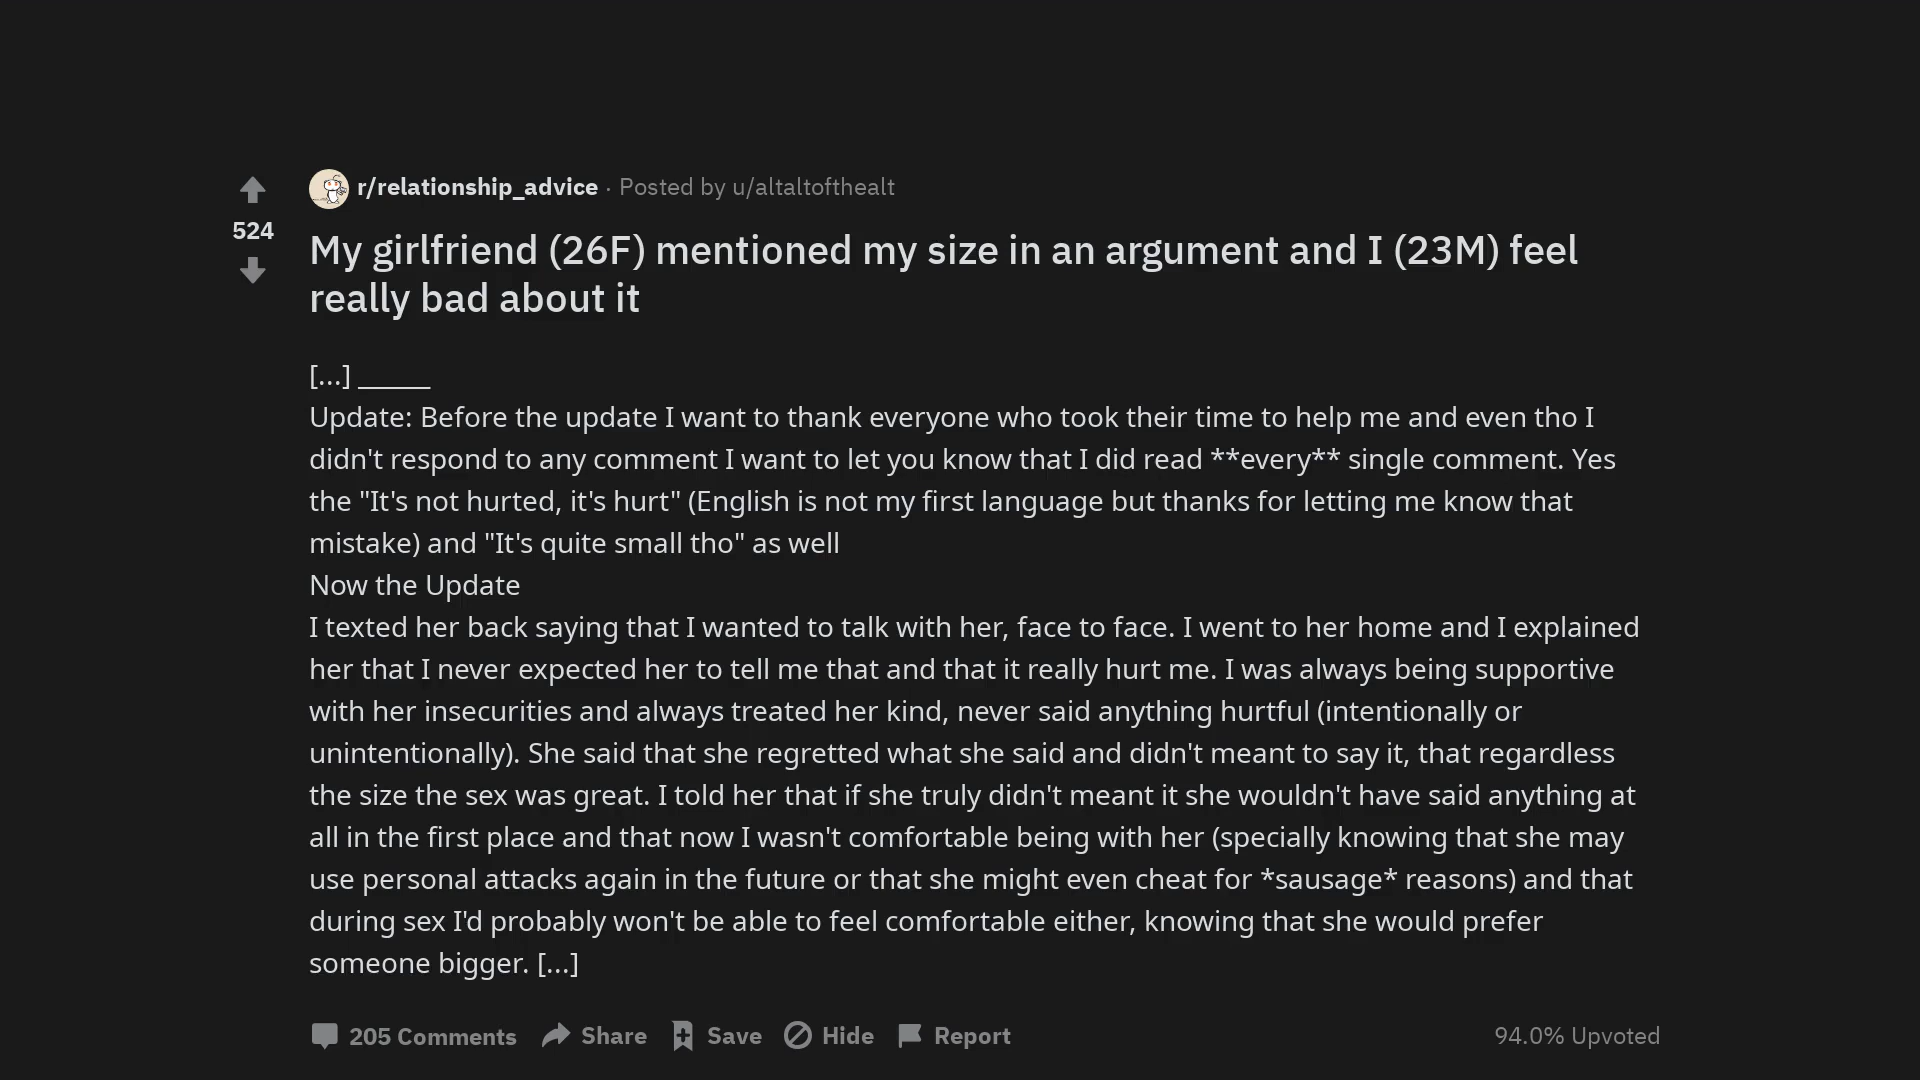 r/relationship_advice · Posted by u/altaltofthealt
524
My girlfriend (26F) mentioned my size in an argument and I (23M) feel
really bad about it
[...] ______
Update: Before the update I want to thank everyone who took their time to help me and even tho I
didn't respond to any comment I want to let you know that I did read **every** single comment. Yes
the "It's not hurted, it's hurt" (English is not my first language but thanks for letting me know that
mistake) and "It's quite small tho" as well
Now the Update
I texted her back saying that I wanted to talk with her, face to face. I went to her home and I explained
her that I never expected her to tell me that and that it really hurt me. I was always being supportive
with her insecurities and always treated her kind, never said anything hurtful (intentionally or
unintentionally). She said that she regretted what she said and didn't meant to say it, that regardless
the size the sex was great. I told her that if she truly didn't meant it she wouldn't have said anything at
all in the first place and that now I wasn't comfortable being with her (specially knowing that she may
use personal attacks again in the future or that she might even cheat for *sausage* reasons) and that
during sex I'd probably won't be able to feel comfortable either, knowing that she would prefer
someone bigger. [...]
205 Comments Share Save Hide Report 94.0% Upvoted